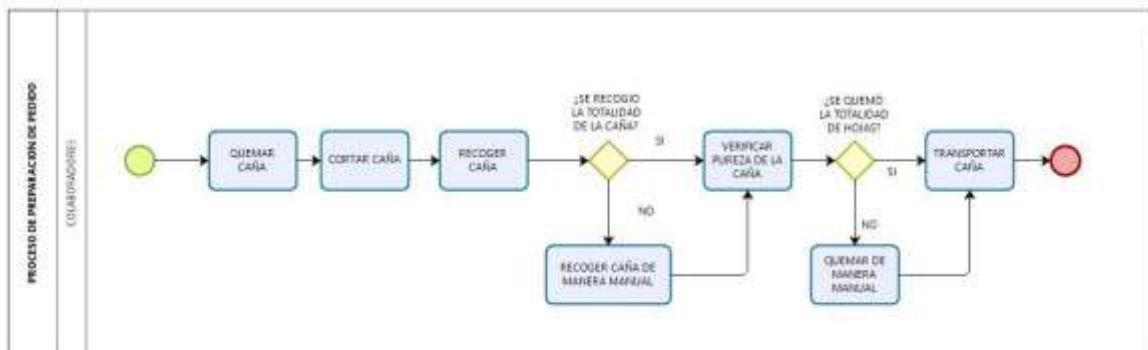 PROCESO DE PREPARACION DE PEDIDO
COLABORADORES
QUEMAR
CAÑA
CORTAR CAÑA
RECOGER
CAÑA
¿SE RECOGIO
LA TOTALIDAD
DE LA CAÑA?
SI
NO
RECOGER CAÑA DE
MANERA MANUAL
VERIFICAR
PUREZA DE LA
CAÑA
¿SE QUEMO
LA TOTALIDAD
DE HOJAS?
SI
NO
QUEMAR DE
MANERA
MANUAL
TRANSPORTAR
CAÑA